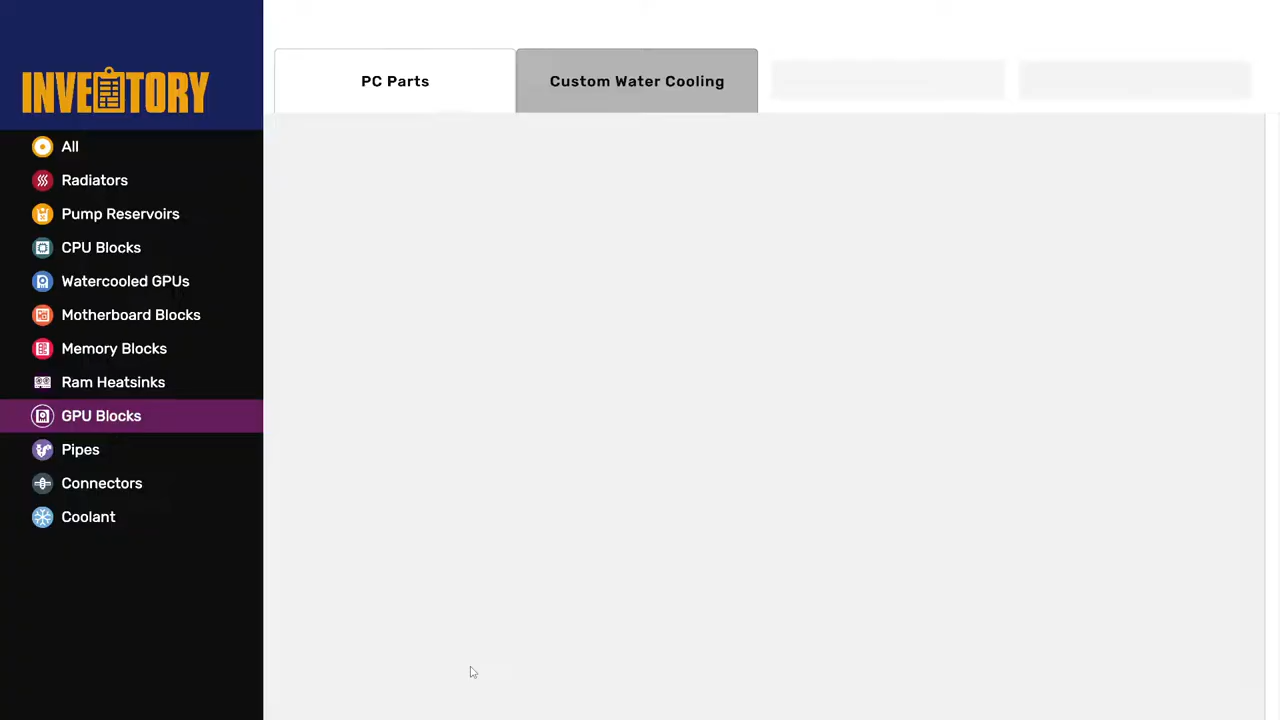 INVENTORY
PC Parts
Custom Water Cooling
All
Radiators
Pump Reservoirs
CPU Blocks
Watercooled GPUs
Motherboard Blocks
Memory Blocks
Ram Heatsinks
GPU Blocks
Pipes
Connectors
Coolant